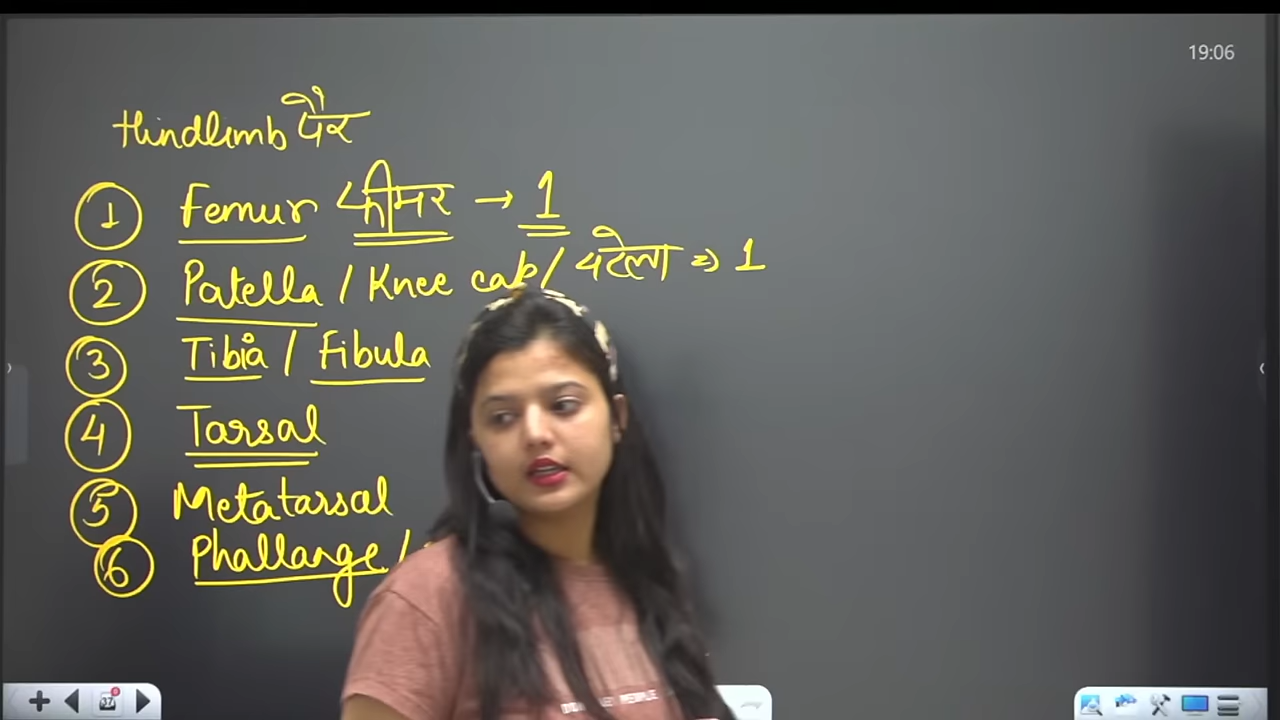 19:06
Hindlimb पैर
1 Femur फीमर → 1
2 Patella / Knee cap / पटेला ⇒ 1
3 Tibia / Fibula
4 Tarsal
5 Metatarsal
6 Phallange /
37